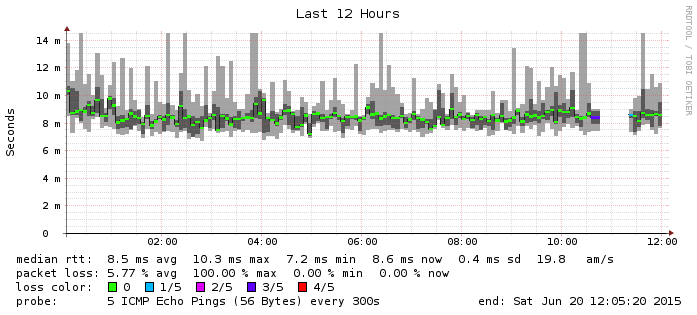 Last 12 Hours
RRDTOOL / TOBI OETIKER
Seconds
14 m
12 m
10 m
8 m
6 m
4 m
2 m
0
02:00 04:00 06:00 08:00 10:00 12:00
median rtt: 8.5 ms avg 10.3 ms max 7.2 ms min 8.6 ms now 0.4 ms sd 19.8 am/s
packet loss: 5.77 % avg 100.00 % max 0.00 % min 0.00 % now
loss color: 0 1/5 2/5 3/5 4/5
probe: 5 ICMP Echo Pings (56 Bytes) every 300s end: Sat Jun 20 12:05:20 2015